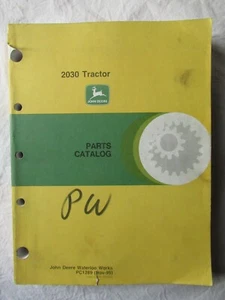 2030 Tractor
JOHN DEERE
PARTS
CATALOG
PW
John Deere Waterloo Works